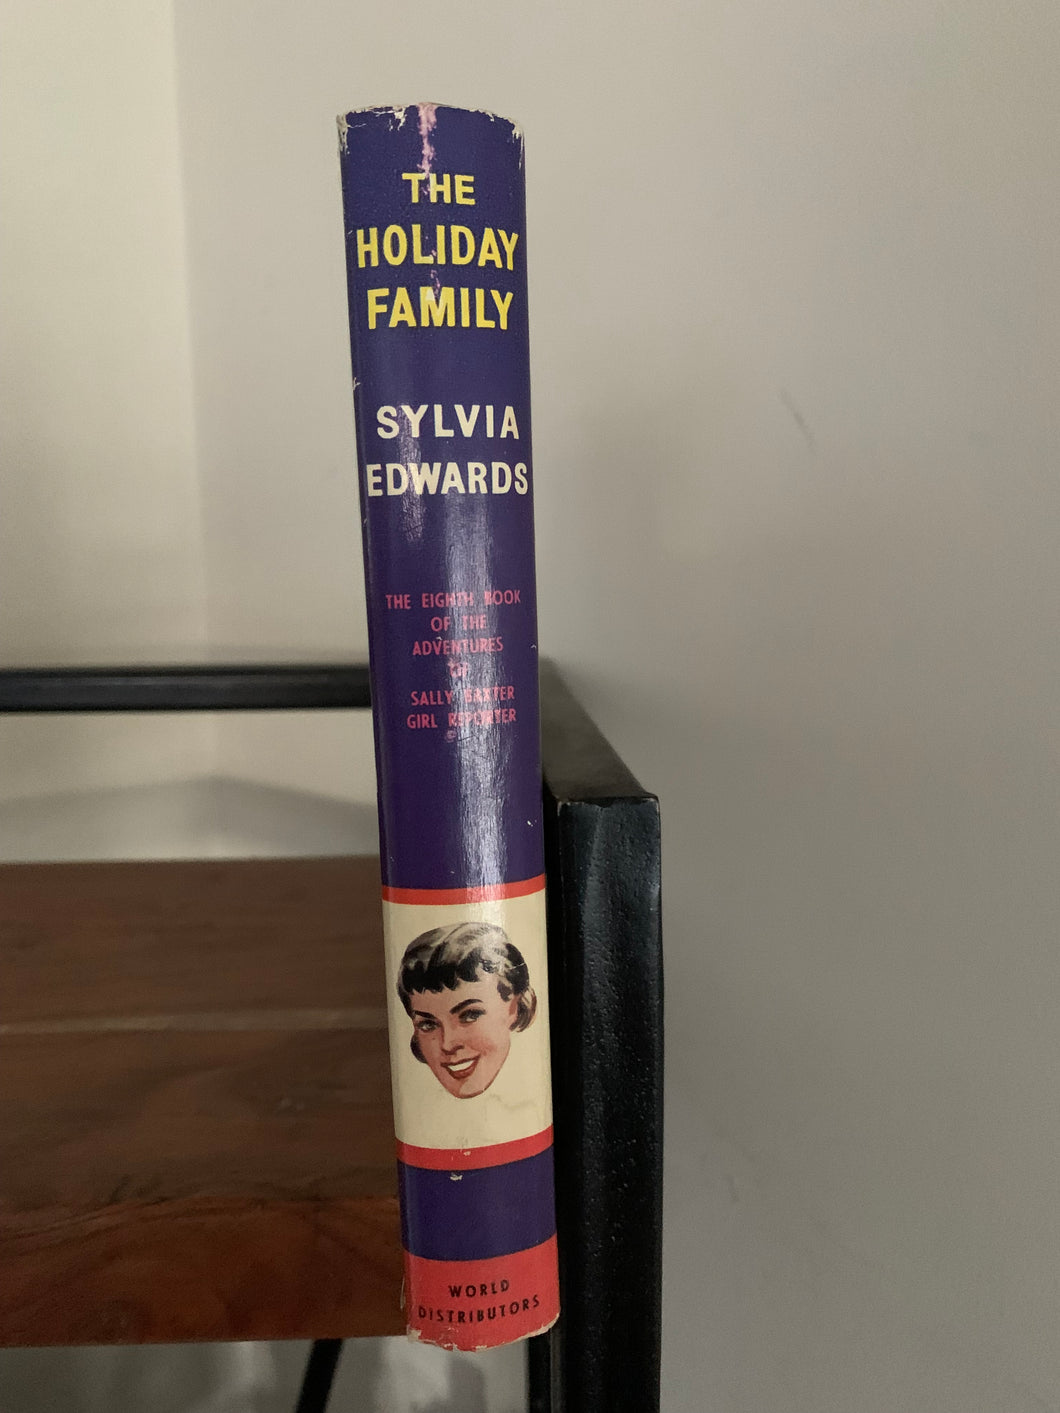 THE
HOLIDAY
FAMILY
SYLVIA
EDWARDS
THE EIGHTH BOOK
OF THE
ADVENTURES
OF
SALLY BAXTER
GIRL REPORTER
WORLD
DISTRIBUTORS